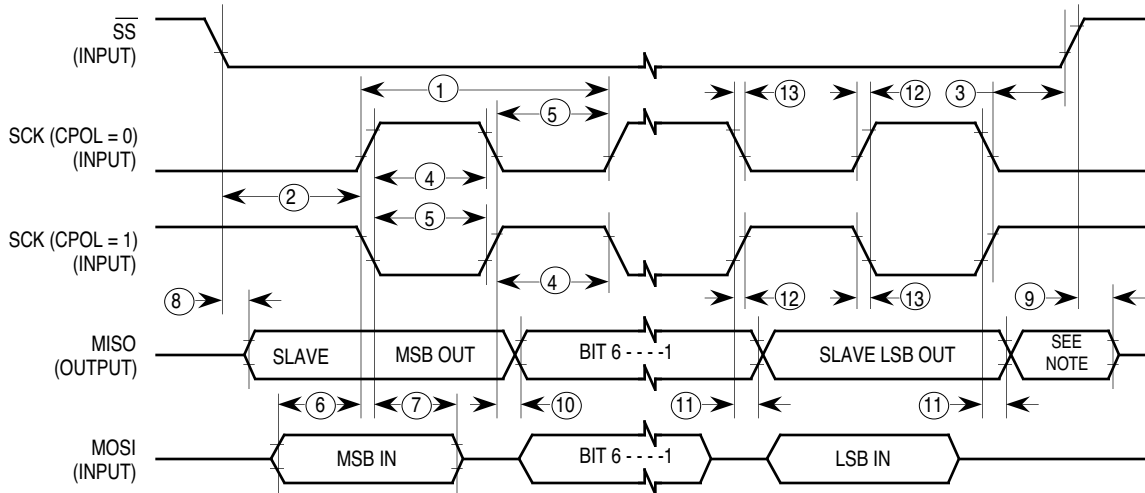 SS
(INPUT)
1
13
12
3
5
SCK (CPOL = 0)
(INPUT)
4
2
5
SCK (CPOL = 1)
(INPUT)
4
8
12
13
9
MISO
(OUTPUT)
SLAVE
MSB OUT
BIT 6 - - - -1
SLAVE LSB OUT
SEE
NOTE
6
7
10
11
11
MOSI
(INPUT)
MSB IN
BIT 6 - - - -1
LSB IN